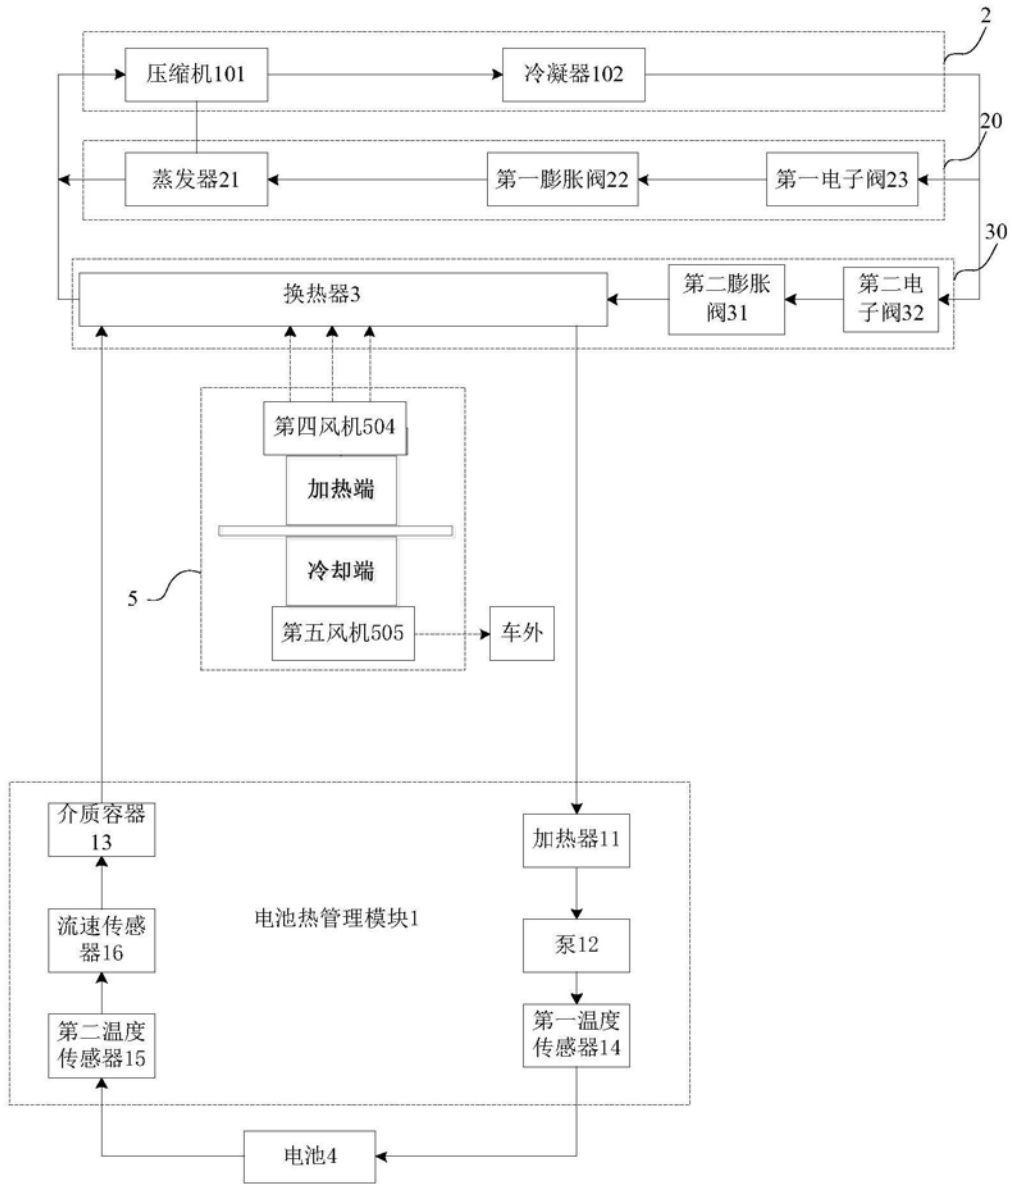 2
压缩机101
冷凝器102
20
蒸发器21
第一膨胀阀22
第一电子阀23
30
换热器3
第二膨胀
阀31
第二电
子阀32
第四风机504
加热端
冷却端
5
第五风机505
车外
介质容器
13
加热器11
流速传感
器16
电池热管理模块1
泵12
第二温度
传感器15
第一温度
传感器14
电池4